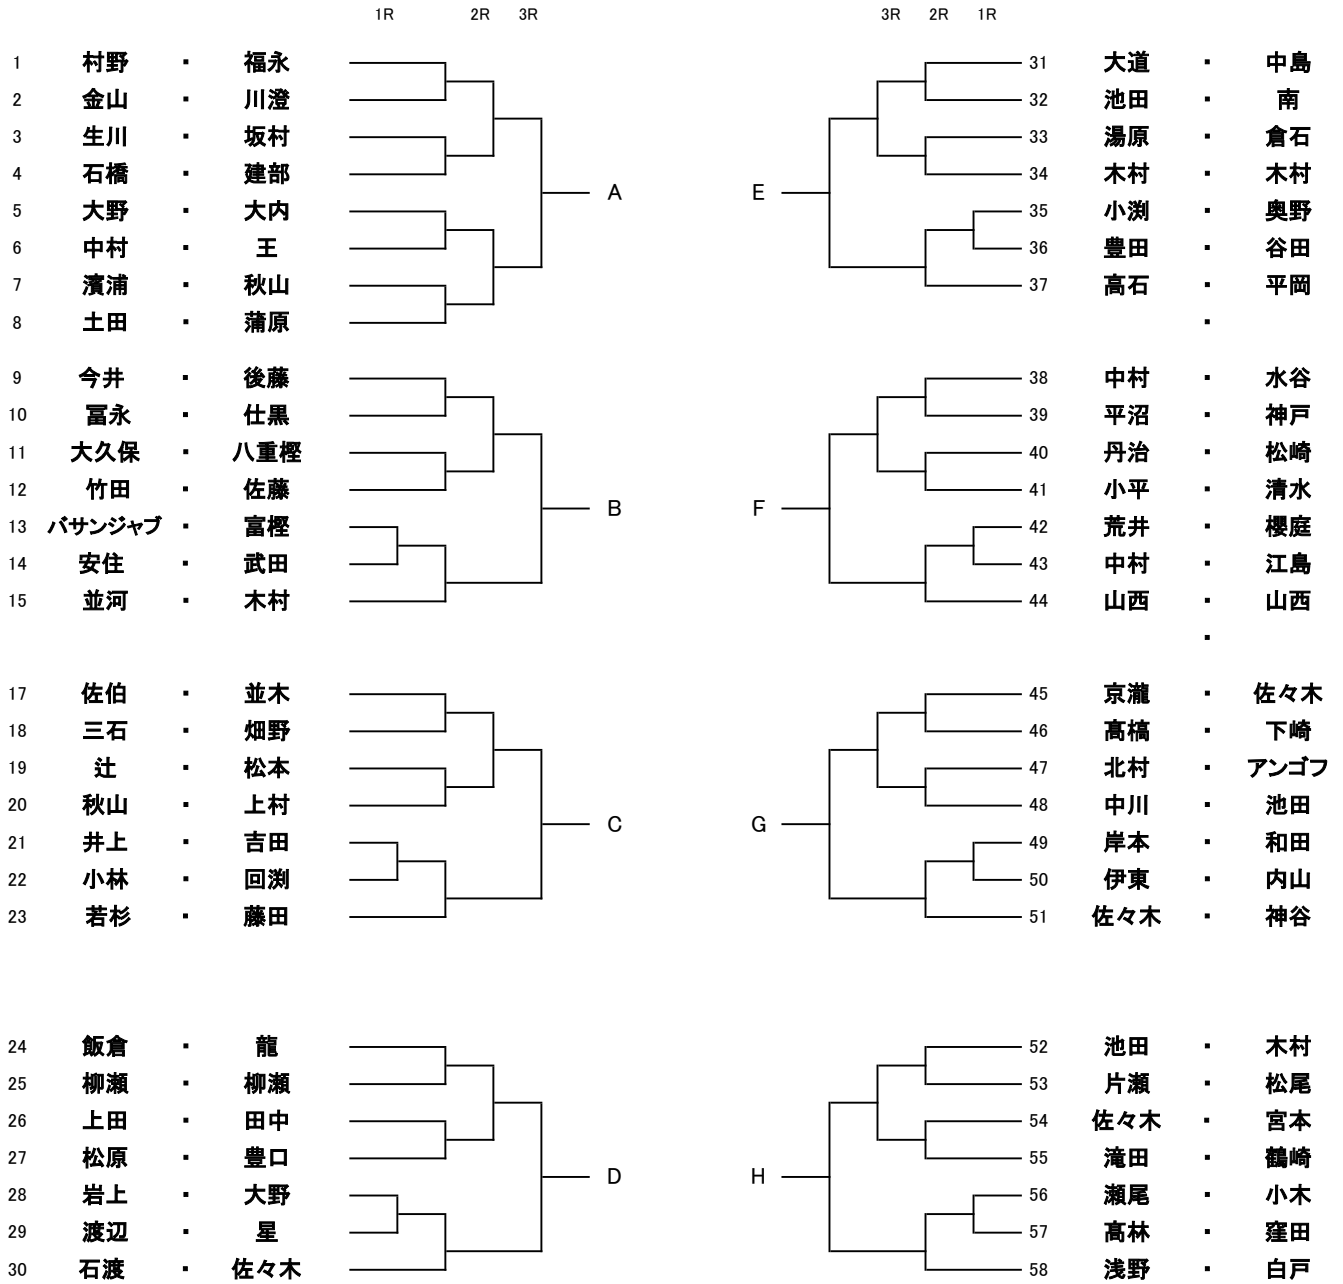 1R 2R 3R 3R 2R 1R
1 村野 ・ 福永 31 大道 ・ 中島
2 金山 ・ 川澄 32 池田 ・ 南
3 生川 ・ 坂村 33 湯原 ・ 倉石
4 石橋 ・ 建部 34 木村 ・ 木村
A E
5 大野 ・ 大内 35 小渕 ・ 奥野
6 中村 ・ 王 36 豊田 ・ 谷田
7 濱浦 ・ 秋山 37 高石 ・ 平岡
8 土田 ・ 蒲原 ・
9 今井 ・ 後藤 38 中村 ・ 水谷
10 冨永 ・ 仕黒 39 平沼 ・ 神戸
11 大久保 ・ 八重樫 40 丹治 ・ 松崎
12 竹田 ・ 佐藤 41 小平 ・ 清水
B F
13 バサンジャブ ・ 富樫 42 荒井 ・ 櫻庭
14 安住 ・ 武田 43 中村 ・ 江島
15 並河 ・ 木村 44 山西 ・ 山西
・
17 佐伯 ・ 並木 45 京瀧 ・ 佐々木
18 三石 ・ 畑野 46 髙槗 ・ 下崎
19 辻 ・ 松本 47 北村 ・ アンゴフ
20 秋山 ・ 上村 48 中川 ・ 池田
C G
21 井上 ・ 吉田 49 岸本 ・ 和田
22 小林 ・ 回渕 50 伊東 ・ 内山
23 若杉 ・ 藤田 51 佐々木 ・ 神谷
24 飯倉 ・ 龍 52 池田 ・ 木村
25 柳瀬 ・ 柳瀬 53 片瀬 ・ 松尾
26 上田 ・ 田中 54 佐々木 ・ 宮本
27 松原 ・ 豊口 55 滝田 ・ 鶴崎
D H
28 岩上 ・ 大野 56 瀬尾 ・ 小木
29 渡辺 ・ 星 57 髙林 ・ 窪田
30 石渡 ・ 佐々木 58 浅野 ・ 白戸